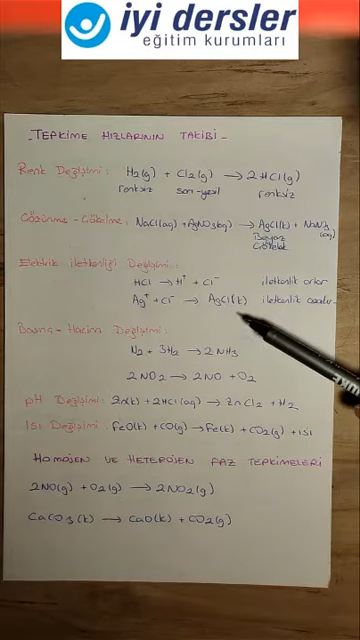 iyi dersler
eğitim kurumları
- TEPKİME HIZLARININ TAKİBİ -
Renk Değişimi: H₂(g) + Cl₂(g) → 2HCl(g)
renksiz sarı-yeşil renksiz
Çözünme-Çökelme: NaCl(aq) + AgNO₃(aq) → AgCl(k) + NaNO₃(aq)
Beyaz
Çökelek
Elektrik iletkenliği Değişimi:
HCl → H⁺ + Cl⁻ iletkenlik artar
Ag⁺ + Cl⁻ → AgCl(k) iletkenlik azalır
Basınç-Hacim Değişimi:
N₂ + 3H₂ → 2NH₃
2NO₂ → 2NO + O₂
pH Değişimi: Zn(k) + 2HCl(aq) → ZnCl₂ + H₂
Isı Değişimi: FeO(k) + CO(g) → Fe(k) + CO₂(g) + ısı
HOMOJEN VE HETEROJEN FAZ TEPKİMELERİ
2NO(g) + O₂(g) → 2NO₂(g)
CaCO₃(k) → CaO(k) + CO₂(g)